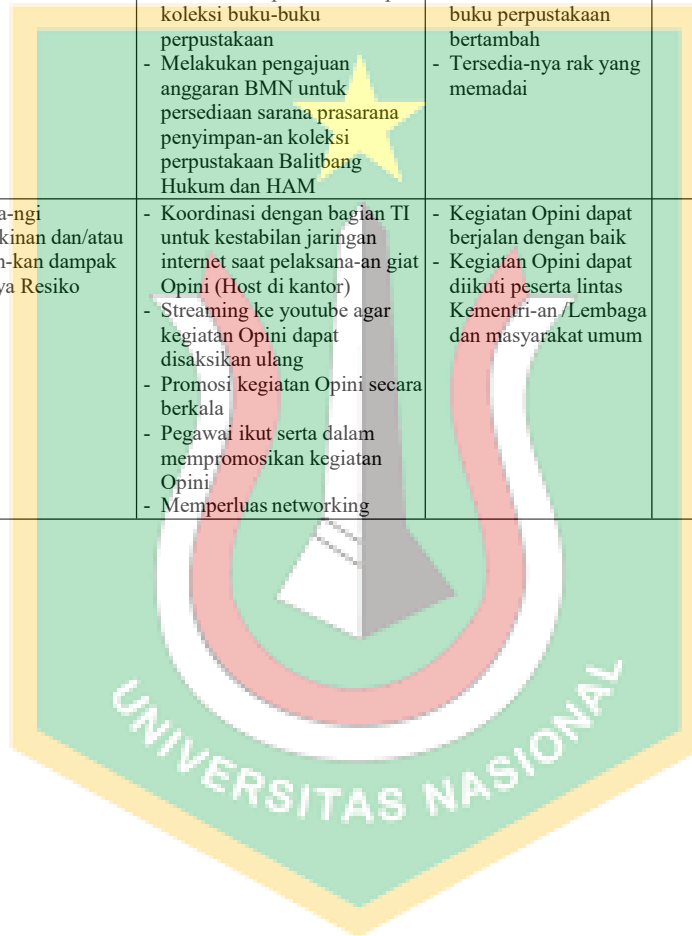 koleksi buku-buku
perpustakaan
- Melakukan pengajuan
anggaran BMN untuk
persediaan sarana prasarana
penyimpan-an koleksi
perpustakaan Balitbang
Hukum dan HAM
buku perpustakaan
bertambah
- Tersedia-nya rak yang
memadai
a-ngi
kinan dan/atau
n-kan dampak
ya Resiko
- Koordinasi dengan bagian TI
untuk kestabilan jaringan
internet saat pelaksana-an giat
Opini (Host di kantor)
- Streaming ke youtube agar
kegiatan Opini dapat
disaksikan ulang
- Promosi kegiatan Opini secara
berkala
- Pegawai ikut serta dalam
mempromosikan kegiatan
Opini
- Memperluas networking
- Kegiatan Opini dapat
berjalan dengan baik
- Kegiatan Opini dapat
diikuti peserta lintas
Kementri-an /Lembaga
dan masyarakat umum
UNIVERSITAS NASIONAL